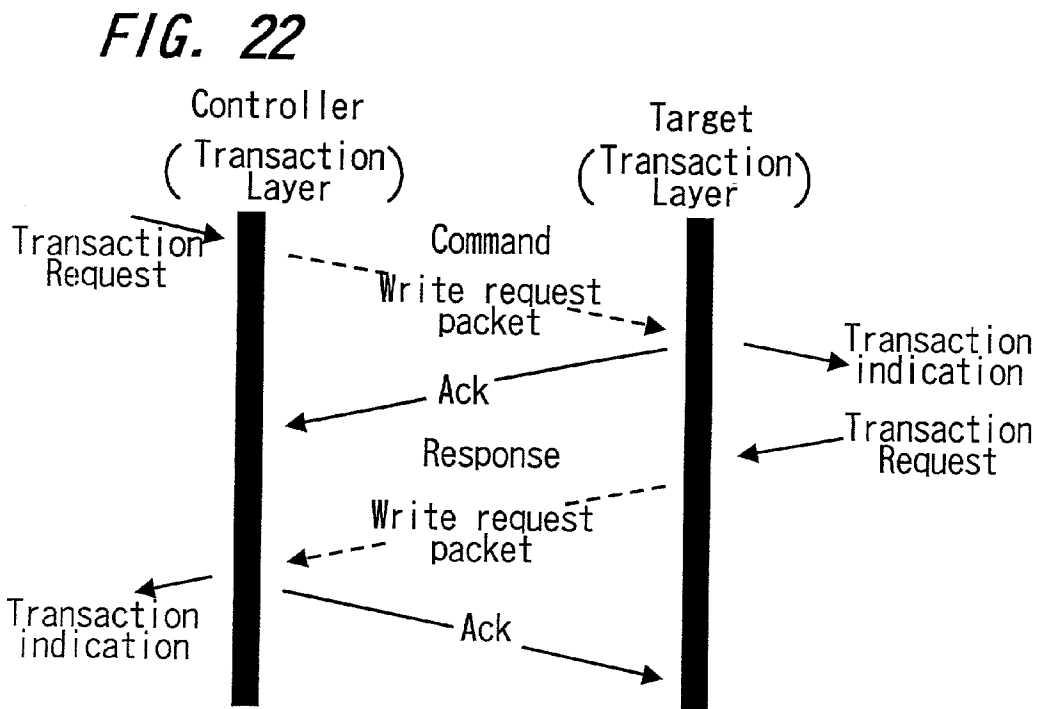 FIG. 22
Controller
(Transaction Layer)
Target
(Transaction Layer)
Transaction
Request
Command
Write request
packet
Transaction
indication
Ack
Transaction
Request
Response
Write request
packet
Transaction
indication
Ack